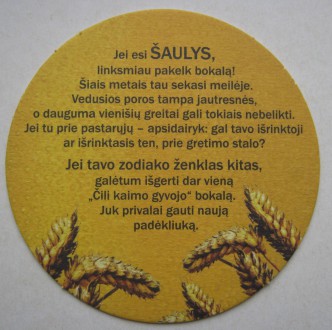 Jei esi ŠAULYS,
linksmiau pakelk bokalą!
Šiais metais tau sekasi meilėje.
Vedusios poros tampa jautresnės,
o dauguma vienišių greitai gali tokiais nebelikti.
Jei tu prie pastarųjų – apsidairyk: gal tavo išrinktoji
ar išrinktasis ten, prie gretimo stalo?
Jei tavo zodiako ženklas kitas,
galėtum išgerti dar vieną
„Čili kaimo gyvojo“ bokalą.
Juk privalai gauti naują
padėkliuką.